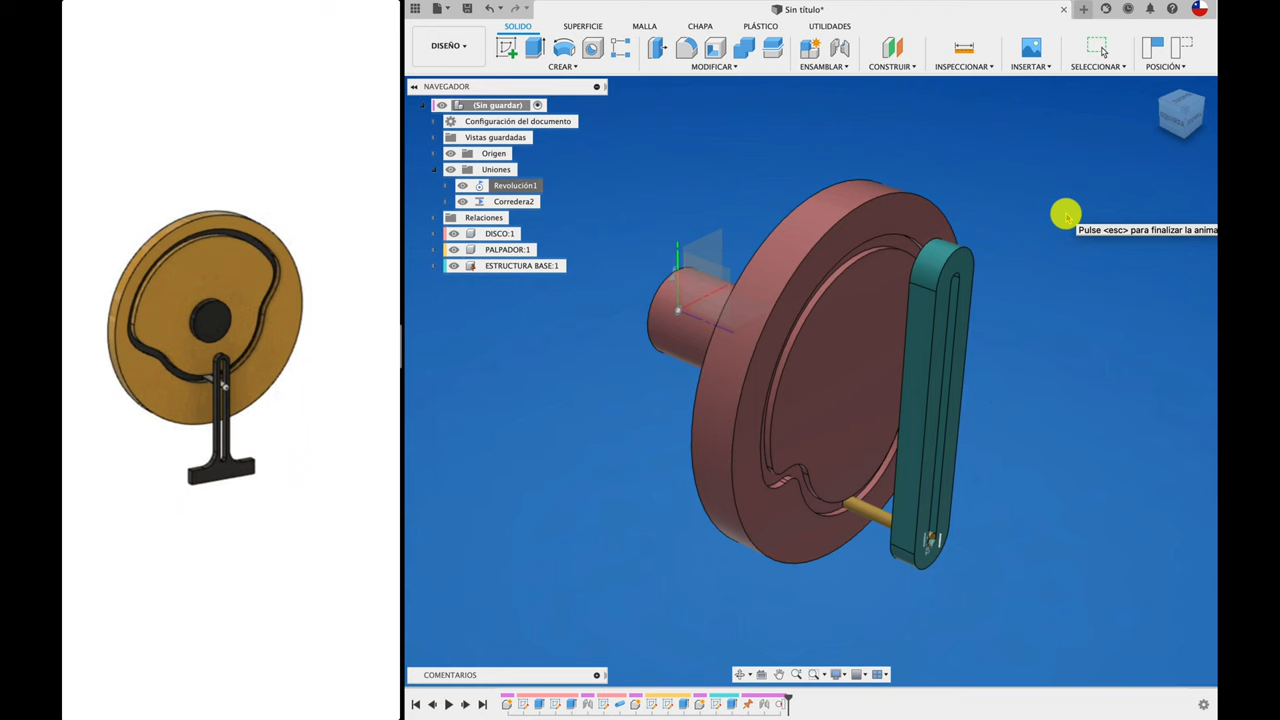 Sin título*
SOLIDO
SUPERFICIE
MALLA
CHAPA
PLÁSTICO
UTILIDADES
DISEÑO
CREAR
MODIFICAR
ENSAMBLAR
CONSTRUIR
INSPECCIONAR
INSERTAR
SELECCIONAR
POSICIÓN
NAVEGADOR
(Sin guardar)
Configuración del documento
Vistas guardadas
Origen
Uniones
Revolución1
Corredera2
Relaciones
DISCO:1
PALPADOR:1
ESTRUCTURA BASE:1
Pulse <esc> para finalizar la anima
COMENTARIOS